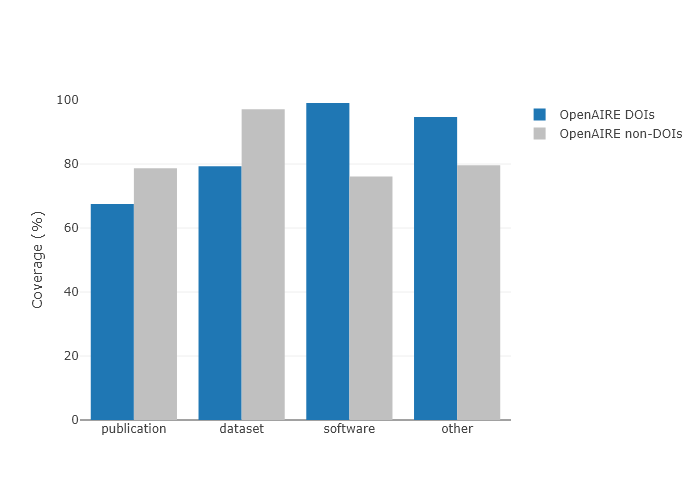 100
80
60
40
20
0
Coverage (%)
publication
dataset
software
other
OpenAIRE DOIs
OpenAIRE non-DOIs